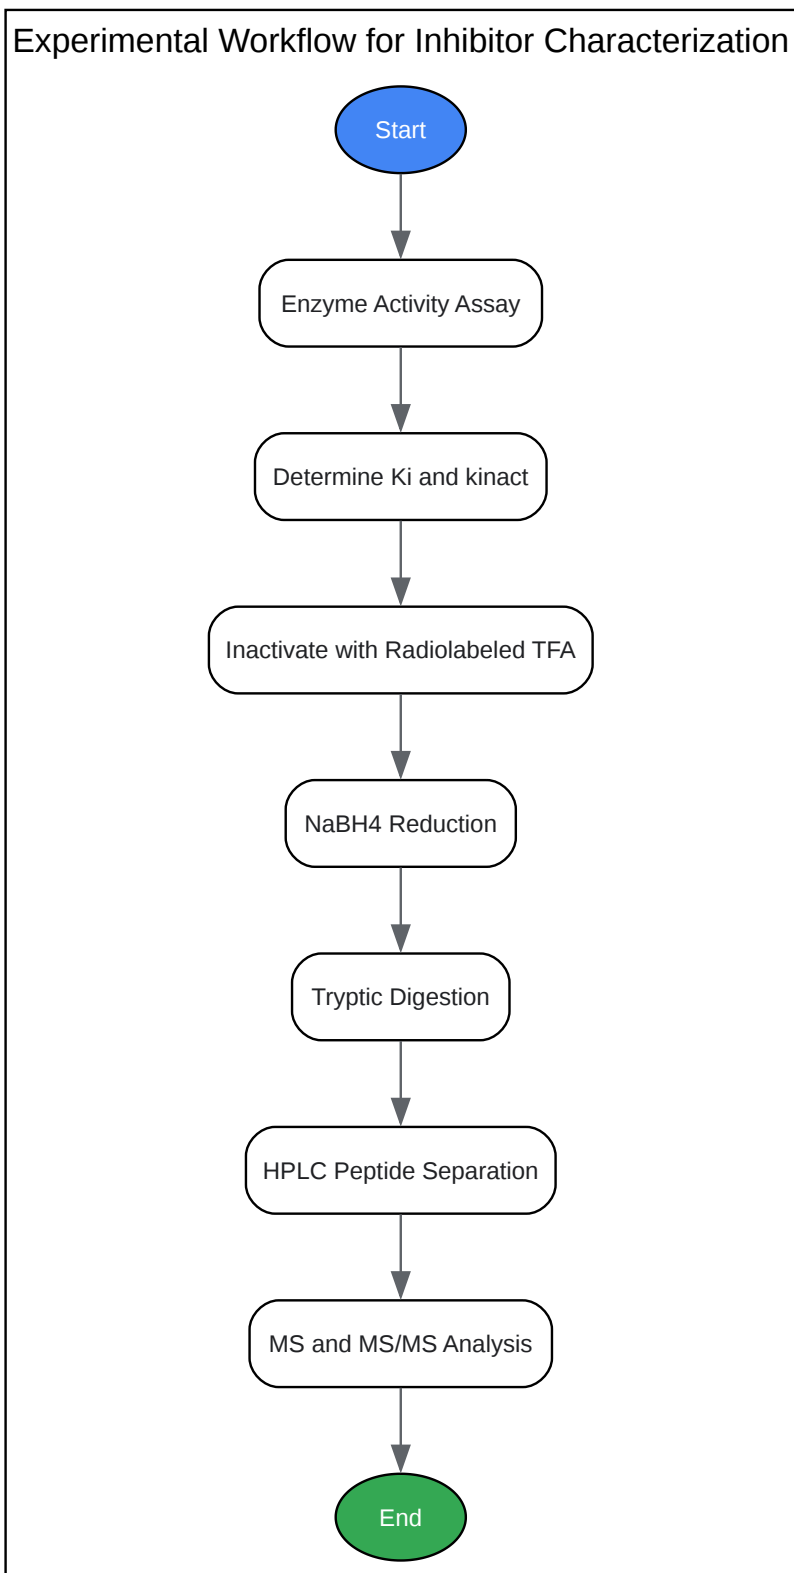 Experimental Workflow for Inhibitor Characterization
Start
Enzyme Activity Assay
Determine Ki and kinact
Inactivate with Radiolabeled TFA
NaBH4 Reduction
Tryptic Digestion
HPLC Peptide Separation
MS and MS/MS Analysis
End